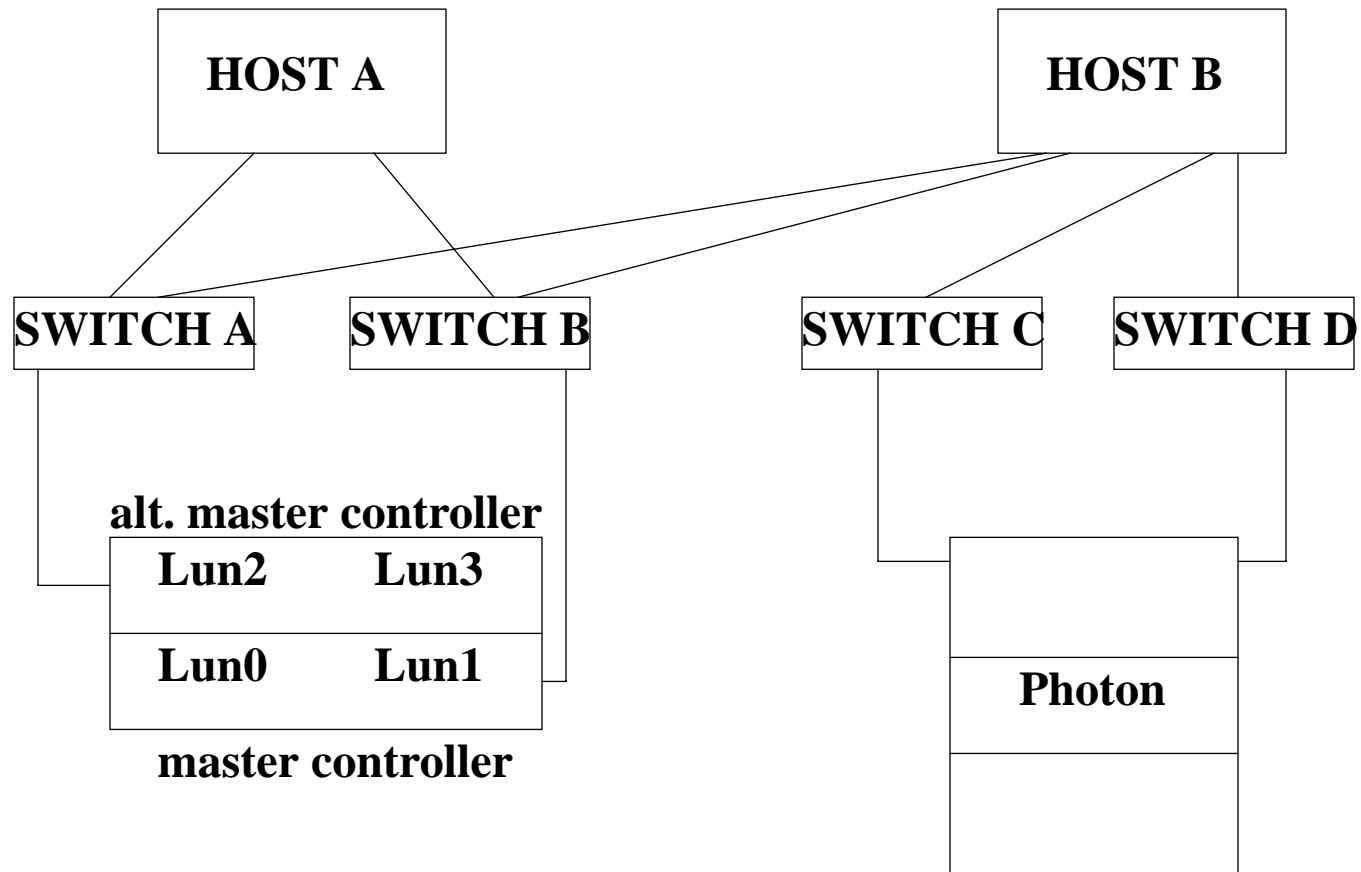 HOST A
HOST B
SWITCH A
SWITCH B
SWITCH C
SWITCH D
alt. master controller
Lun2 Lun3
Lun0 Lun1
Photon
master controller